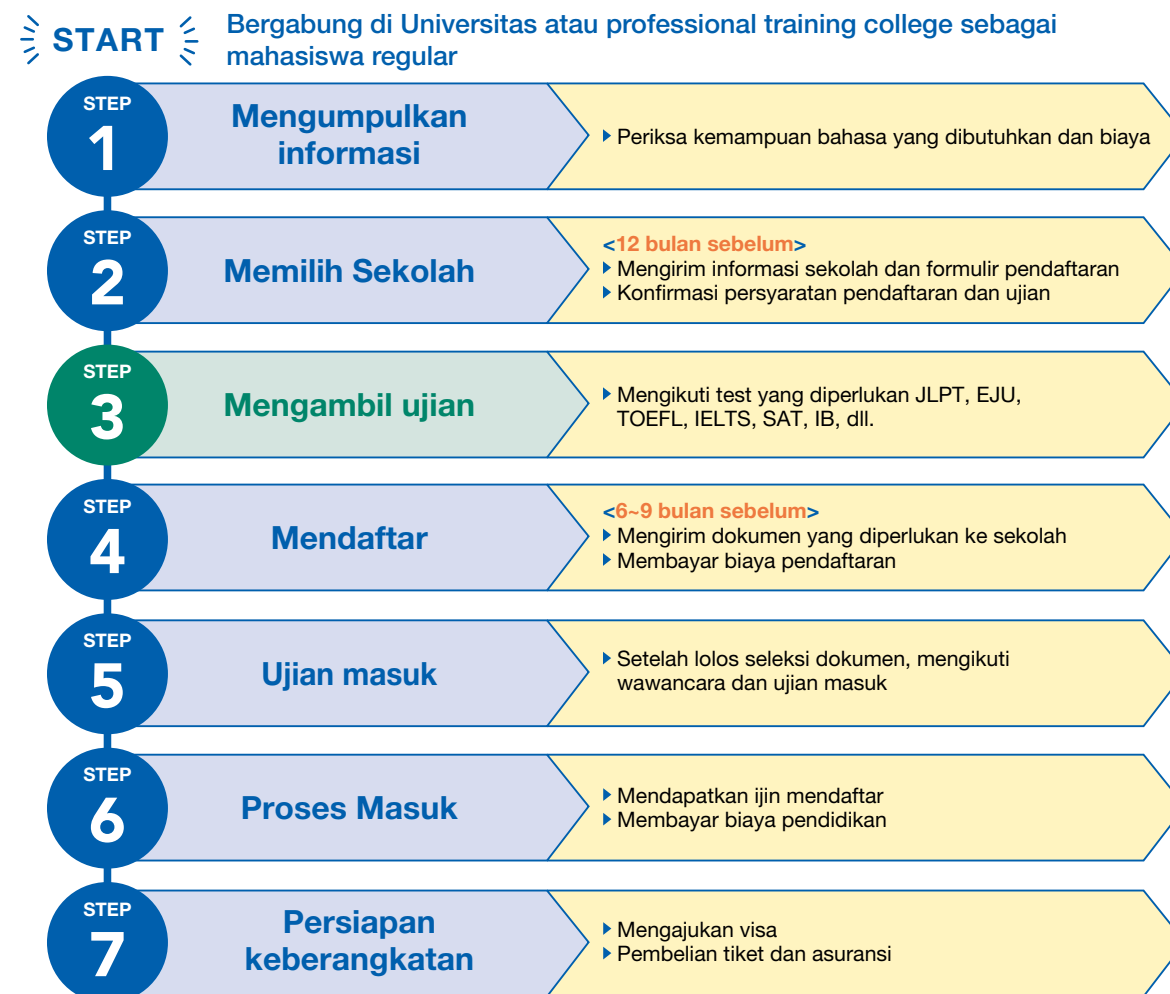 START
Bergabung di Universitas atau professional training college sebagai
mahasiswa regular
STEP
1
Mengumpulkan
informasi
Periksa kemampuan bahasa yang dibutuhkan dan biaya
STEP
2
Memilih Sekolah
<12 bulan sebelum>
Mengirim informasi sekolah dan formulir pendaftaran
Konfirmasi persyaratan pendaftaran dan ujian
STEP
3
Mengambil ujian
Mengikuti test yang diperlukan JLPT, EJU,
TOEFL, IELTS, SAT, IB, dll.
STEP
4
Mendaftar
<6~9 bulan sebelum>
Mengirim dokumen yang diperlukan ke sekolah
Membayar biaya pendaftaran
STEP
5
Ujian masuk
Setelah lolos seleksi dokumen, mengikuti
wawancara dan ujian masuk
STEP
6
Proses Masuk
Mendapatkan ijin mendaftar
Membayar biaya pendidikan
STEP
7
Persiapan
keberangkatan
Mengajukan visa
Pembelian tiket dan asuransi